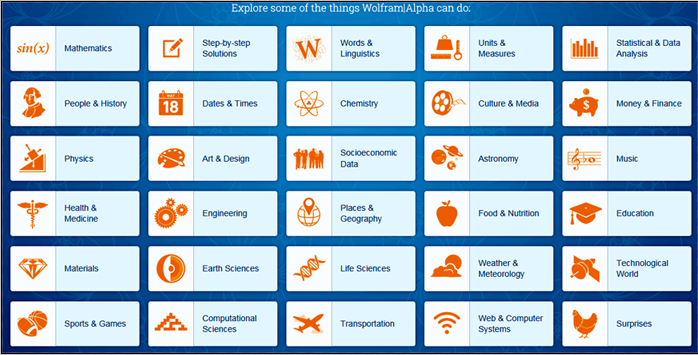 Explore some of the things Wolfram|Alpha can do:
sin(x)
Mathematics
Step-by-step
Solutions
W
Words &
Linguistics
Units &
Measures
Statistical & Data
Analysis
People & History
MAY
18
Dates & Times
Chemistry
Culture & Media
$
Money & Finance
Physics
Art & Design
Socioeconomic
Data
Astronomy
Music
Health &
Medicine
Engineering
Places &
Geography
Food & Nutrition
Education
Materials
Earth Sciences
Life Sciences
Weather &
Meteorology
Technological
World
Sports & Games
Computational
Sciences
Transportation
Web & Computer
Systems
Surprises